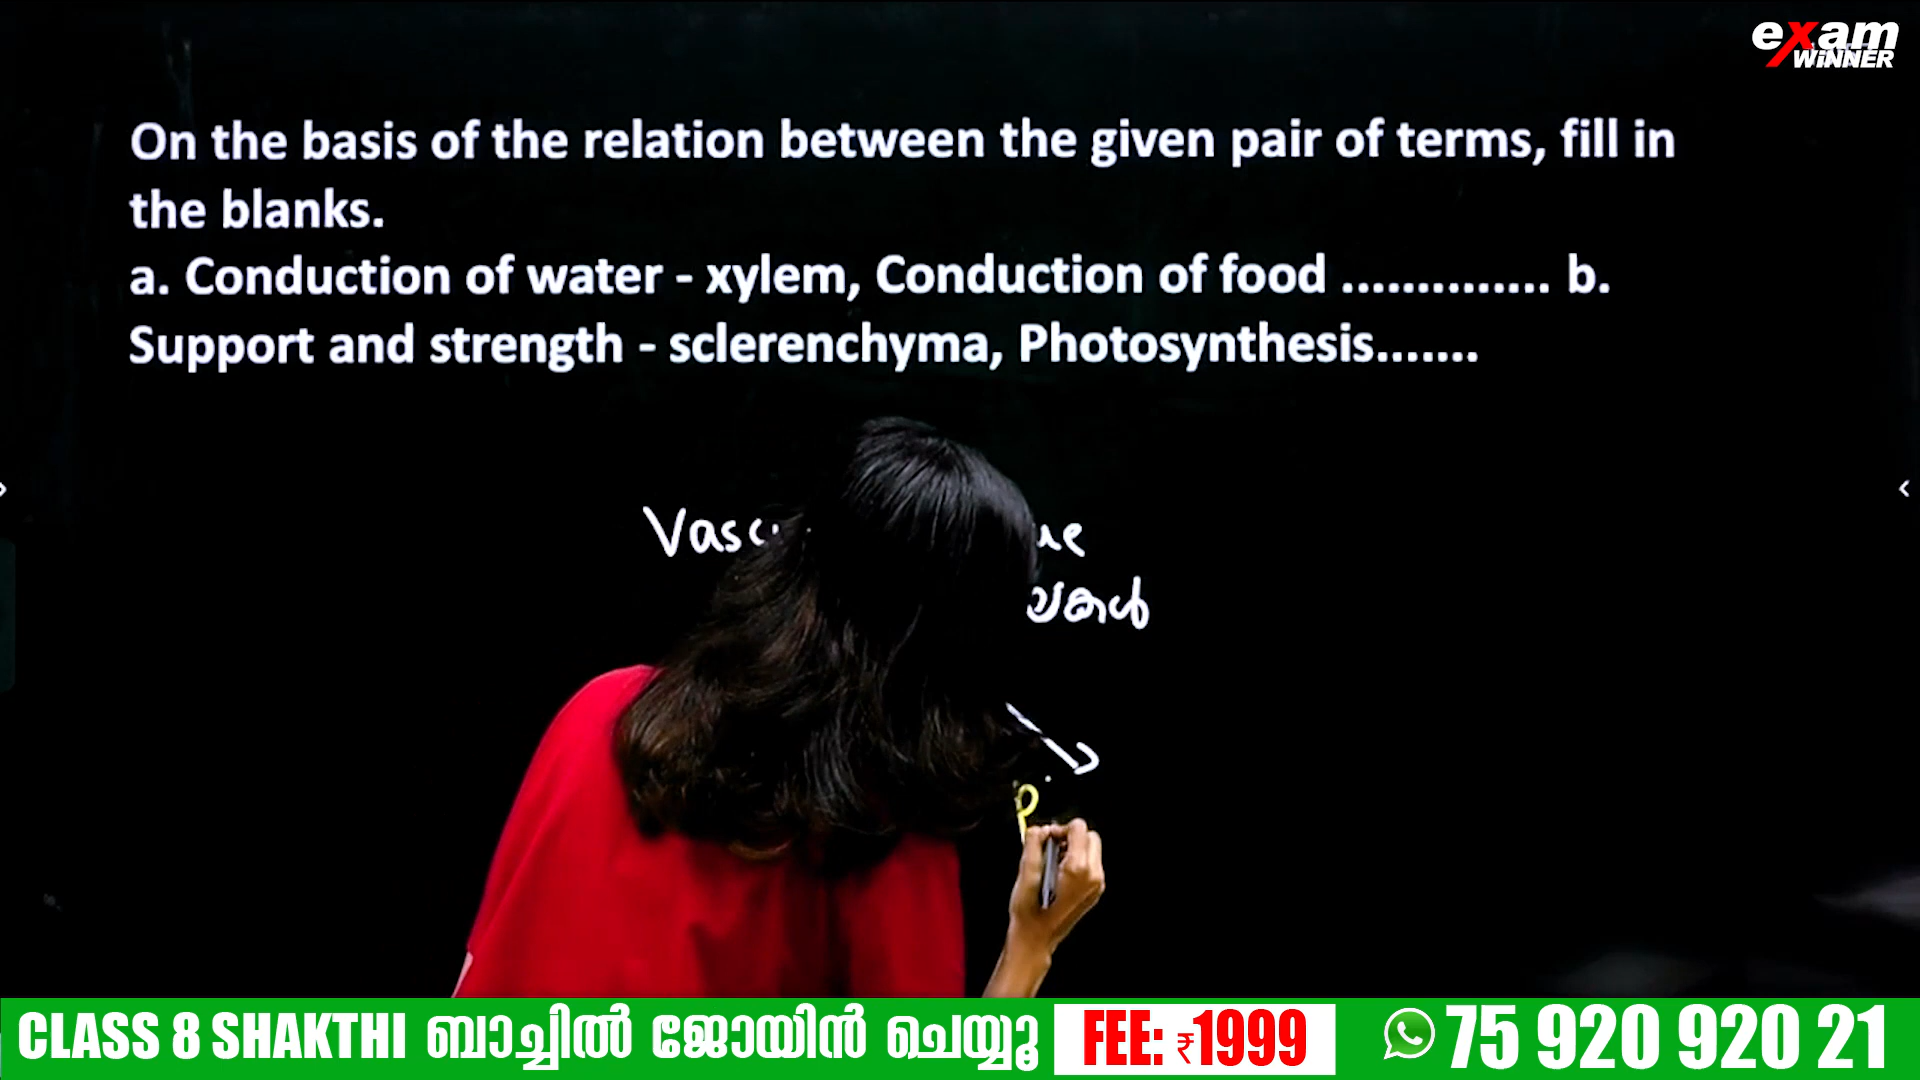 exam
WINNER
On the basis of the relation between the given pair of terms, fill in
the blanks.
a. Conduction of water - xylem, Conduction of food .............. b.
Support and strength - sclerenchyma, Photosynthesis.......
CLASS 8 SHAKTHI ബാച്ചിൽ ജോയിൻ ചെയ്യൂ FEE: ₹1999 75 920 920 21